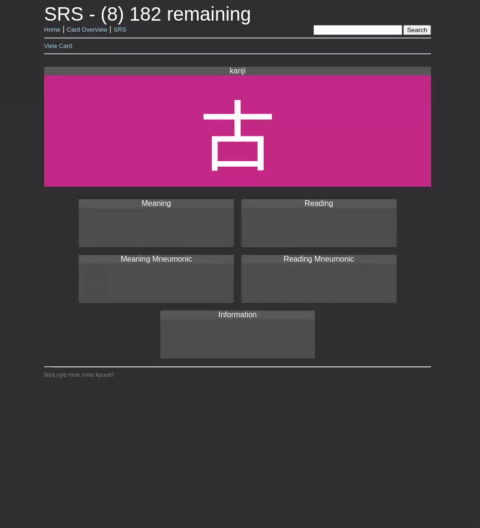 SRS - (8) 182 remaining
Home | Card Overview | SRS
Search
View Card
kanji
古
Meaning
Reading
Meaning Mneumonic
Reading Mneumonic
Information
Nya nya moe moe kyuun!